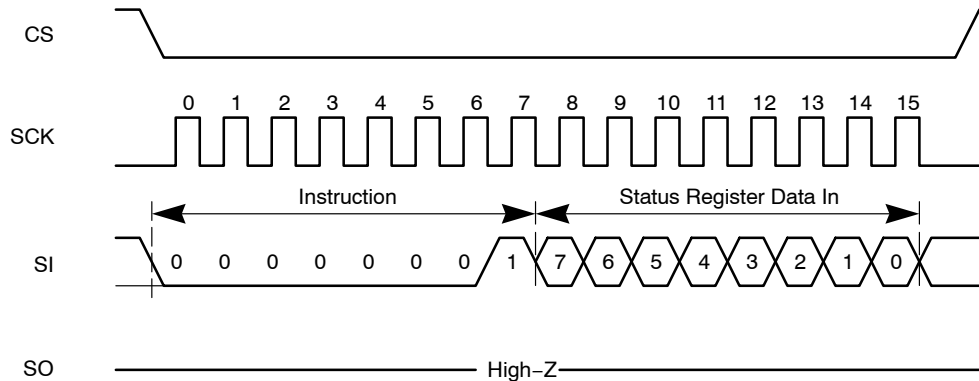 CS
0 1 2 3 4 5 6 7 8 9 10 11 12 13 14 15
SCK
Instruction Status Register Data In
SI 0 0 0 0 0 0 0 1 7 6 5 4 3 2 1 0
SO High–Z